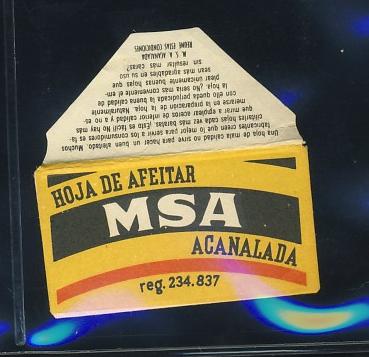 HOJA DE AFEITAR
MSA
ACANALADA
reg. 234.837
Una hoja de mala calidad no sirve para hacer un buen afeitado. Muchos
fabricantes creen que lo mejor para servir a los consumidores es fa-
cilitarles hojas cada vez más baratas. ¡Esto es fácil! No hay más
que mirar a emplear aceros de inferior calidad y a no es-
merarse en la preparación de la hoja. Naturalmente
con ello queda perjudicada la buena calidad de
la hoja. ¿No sería más conveniente el em-
plear buenas hojas que
sean más agradables en su uso
sin resultar más caras?
M. S. A. ACANALADA
REUNE ESTAS CONDICIONES